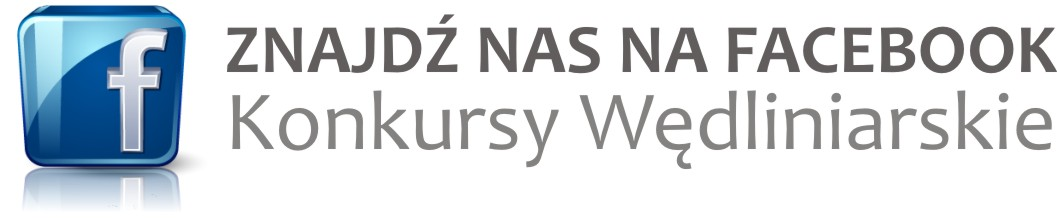 f
ZNAJDŹ NAS NA FACEBOOK
Konkursy Wędliniarskie